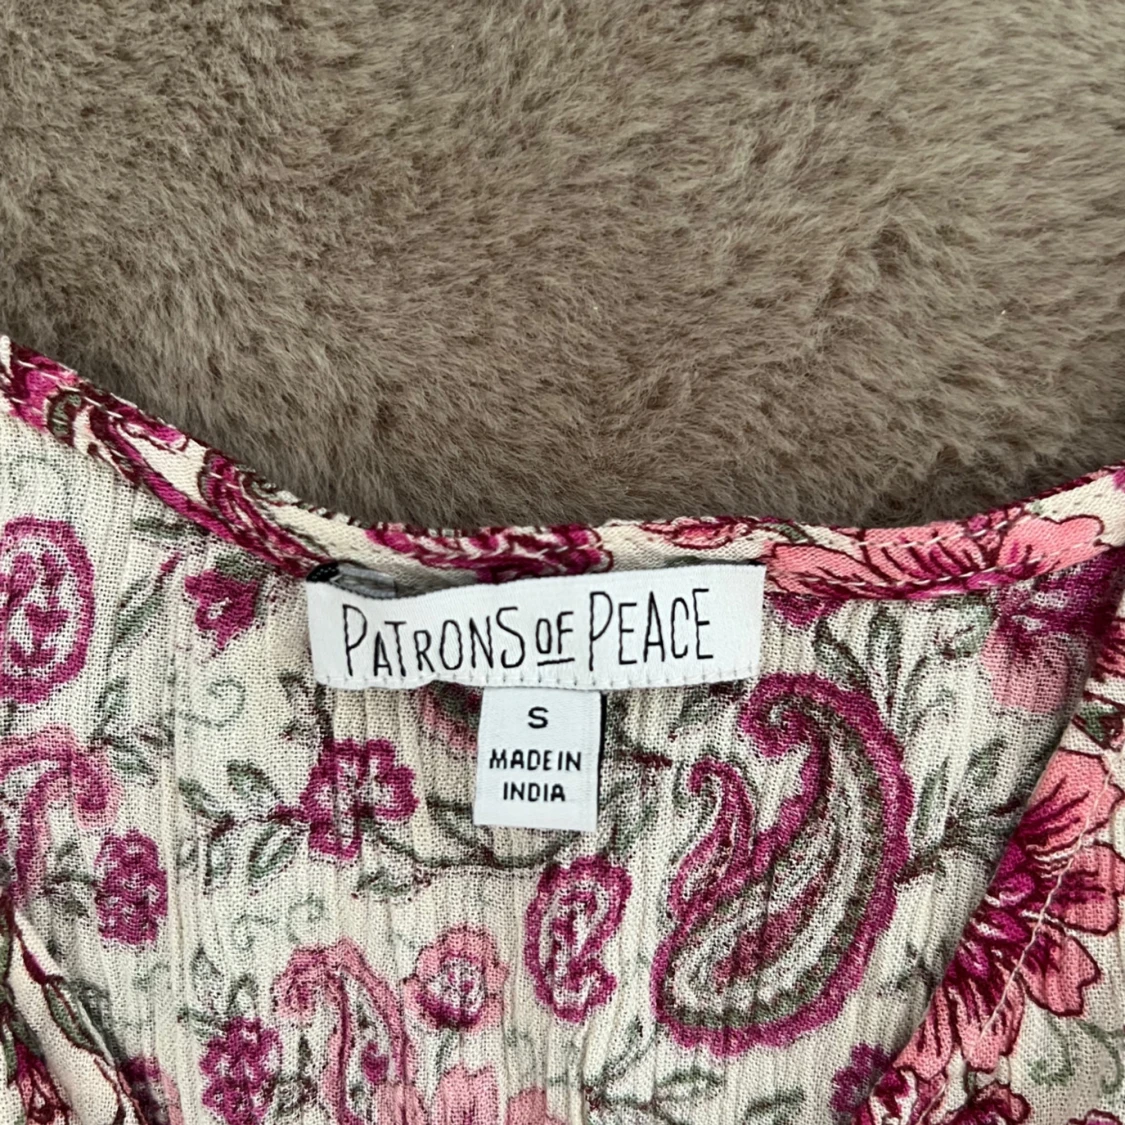 PATRONS OF PEACE
S
MADE IN
INDIA